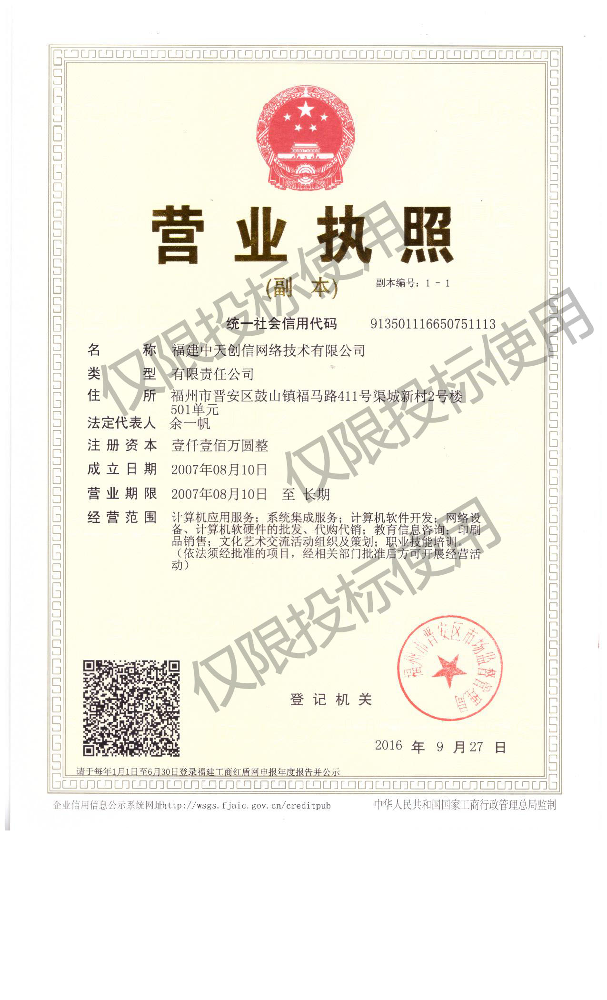 营业执照
(副 本)
副本编号：1 - 1
统一社会信用代码 913501116650751113
名称 福建中天创信网络技术有限公司
类型 有限责任公司
住所 福州市晋安区鼓山镇福马路411号渠城新村2号楼
501单元
法定代表人 余一帆
注册资本 壹仟壹佰万圆整
成立日期 2007年08月10日
营业期限 2007年08月10日 至 长期
经营范围 计算机应用服务；系统集成服务；计算机软件开发；网络设
备、计算机软硬件的批发、代购代销；教育信息咨询；印刷
品销售；文化艺术交流活动组织及策划；职业技能培训。
（依法须经批准的项目，经相关部门批准后方可开展经营活
动）
仅限投标使用
仅限投标使用
仅限投标使用
福州市晋安区市场监督管理局
登记机关
2016 年 9 月 27 日
请于每年1月1日至6月30日登录福建工商红盾网申报年度报告并公示
企业信用信息公示系统网址：http://wsgs.fjaic.gov.cn/creditpub
中华人民共和国国家工商行政管理总局监制